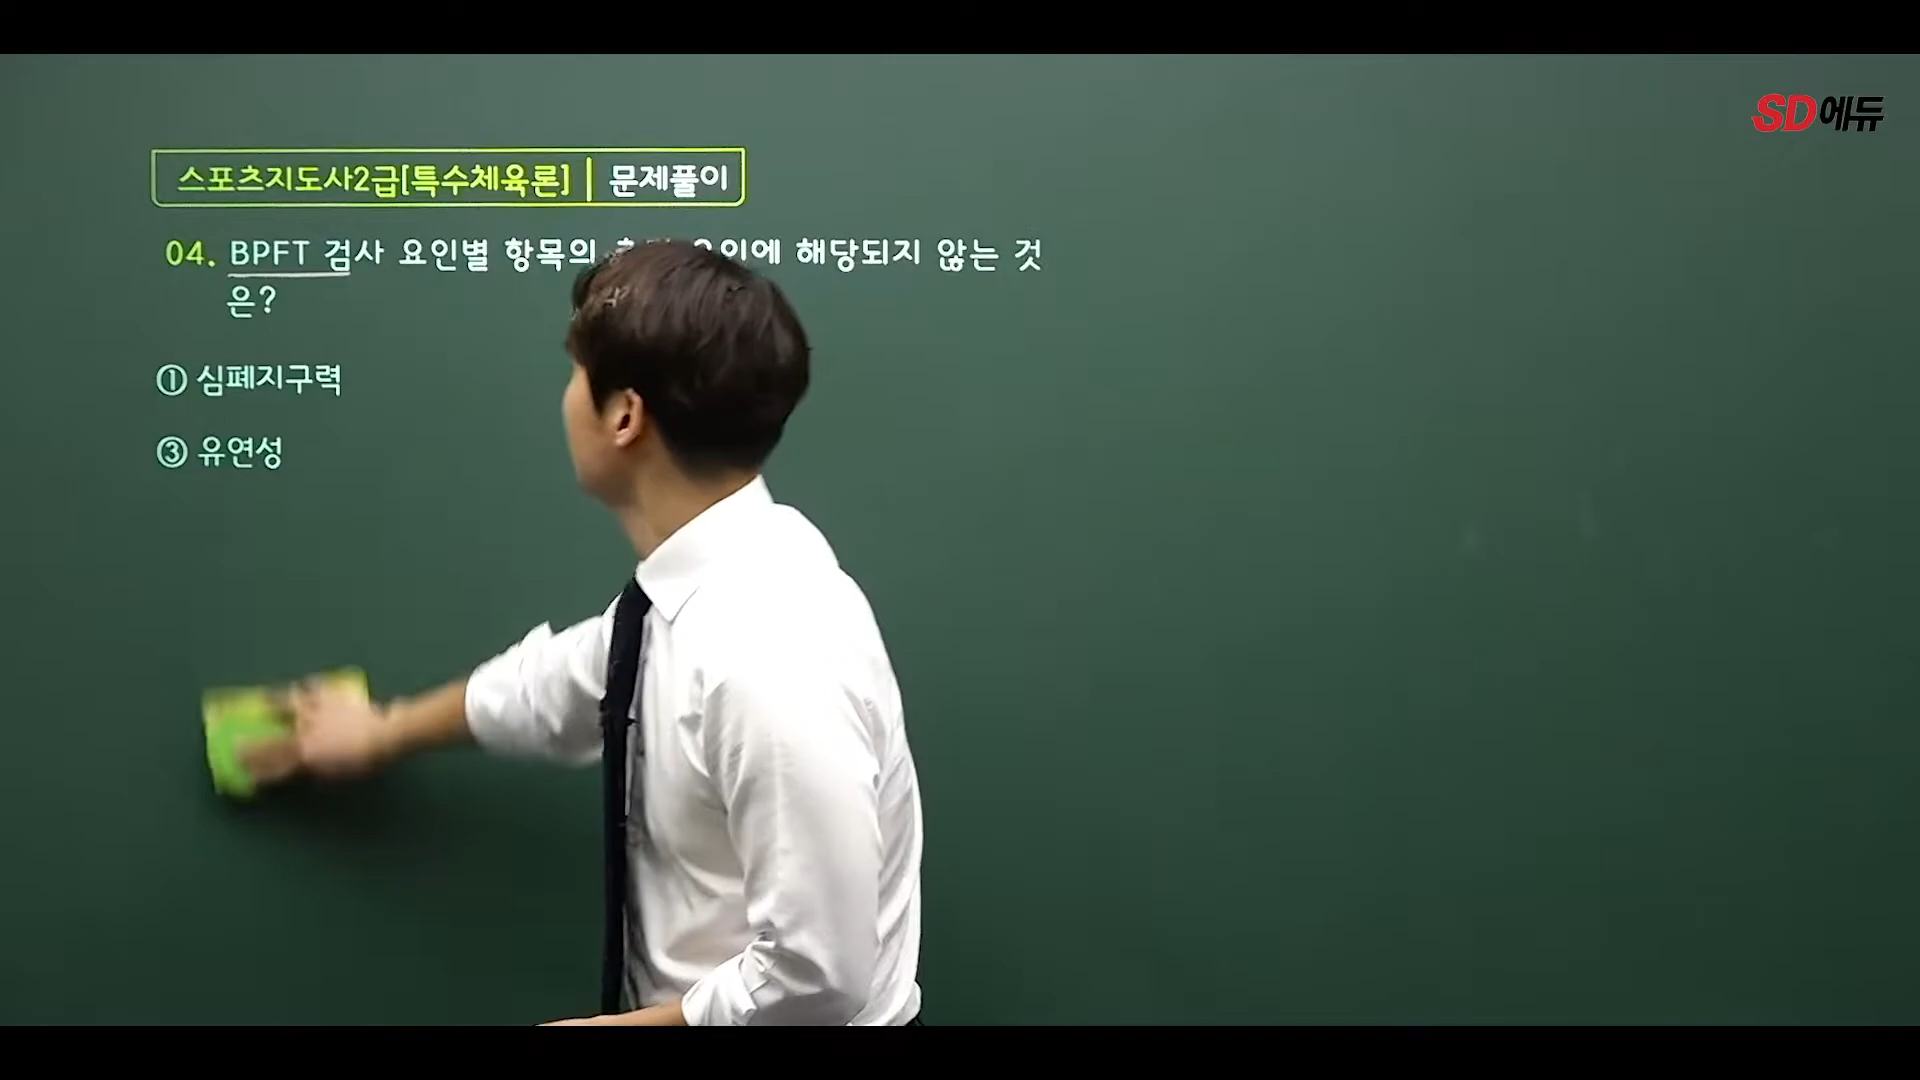 SD에듀
스포츠지도사2급[특수체육론] | 문제풀이
04. BPFT 검사 요인별 항목의 해당되지 않는 것
은?
① 심폐지구력
③ 유연성